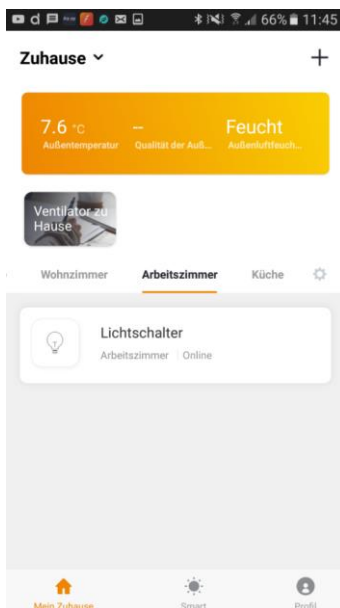 66% 11:45
Zuhause
7.6 °C -- Feucht
Außentemperatur Qualität der Auß... Außenluftfeuch...
Ventilator zu
Hause
Wohnzimmer Arbeitszimmer Küche
Lichtschalter
Arbeitszimmer Online
Mein Zuhause Smart Profil